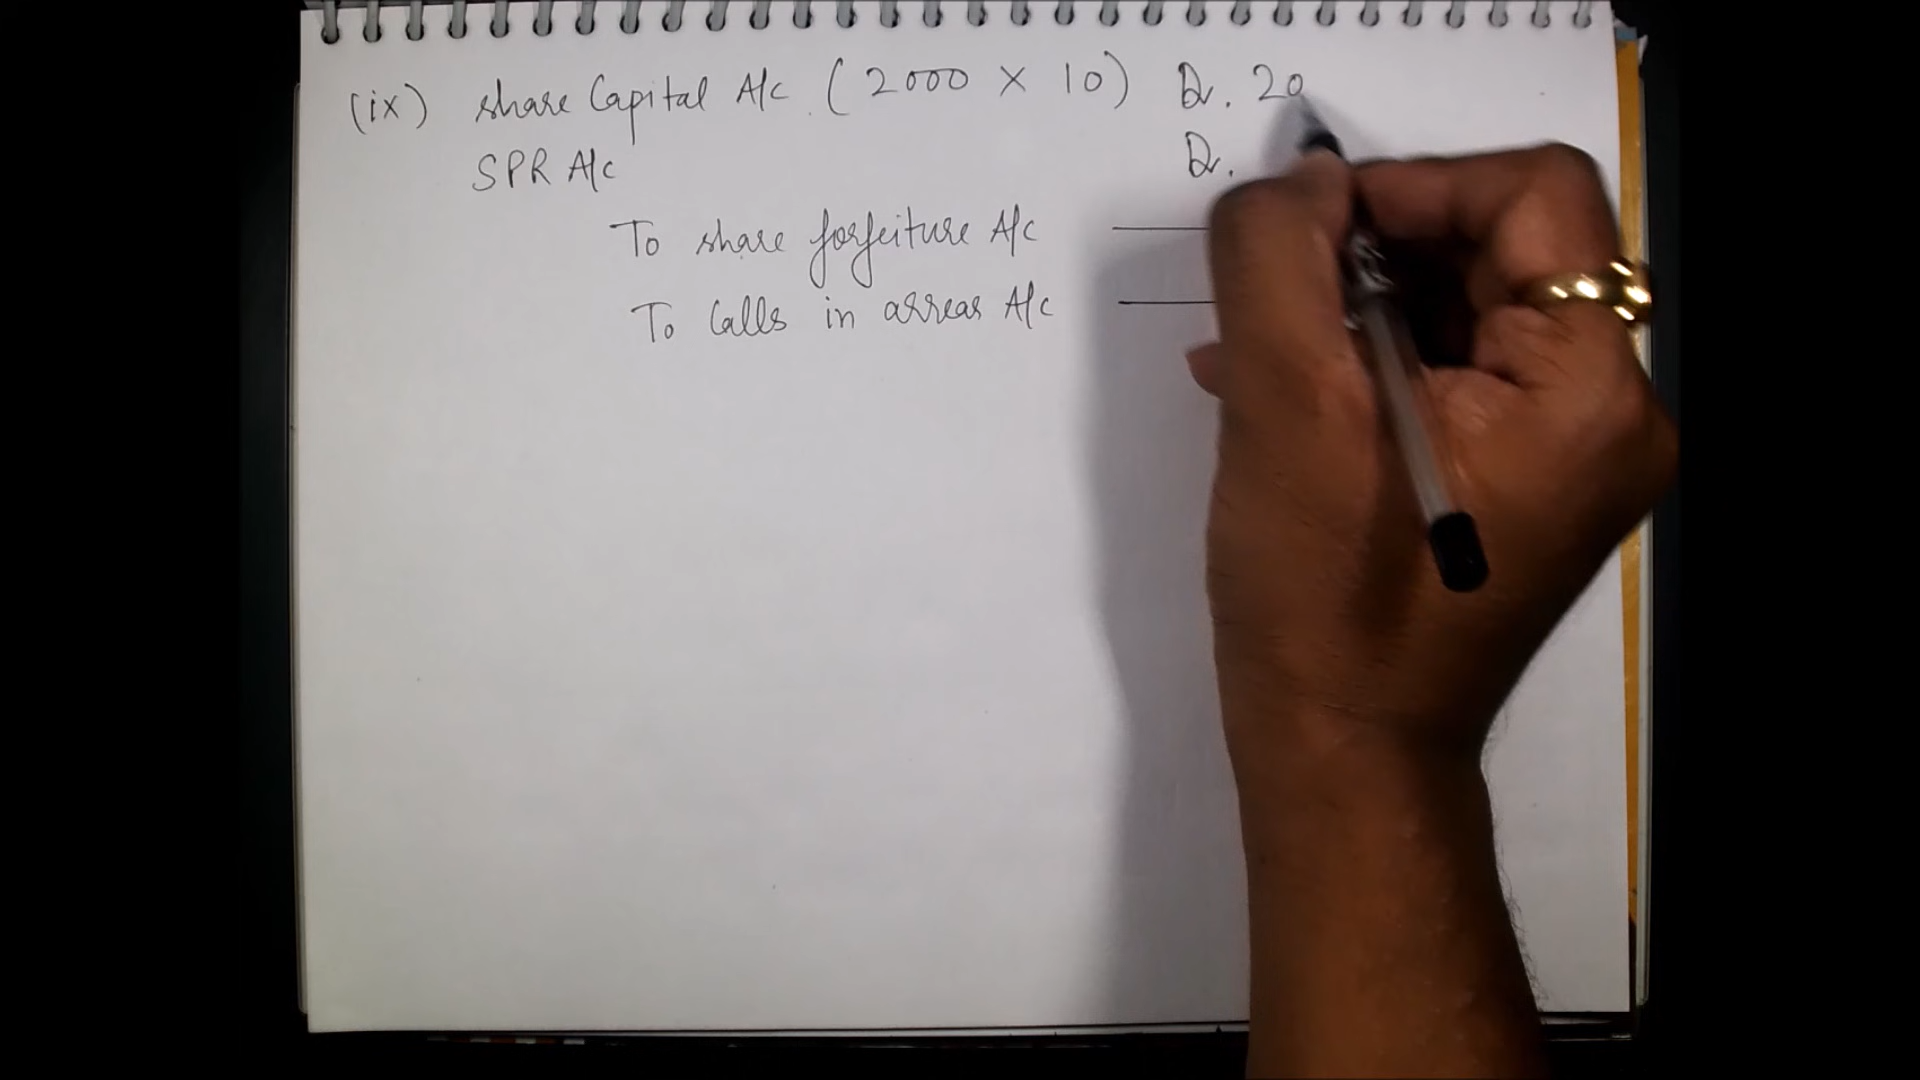 (ix) share Capital A/c. (2000 × 10) Dr. 20
SPR A/c Dr.
To share forfeiture A/c
To Calls in arrears A/c